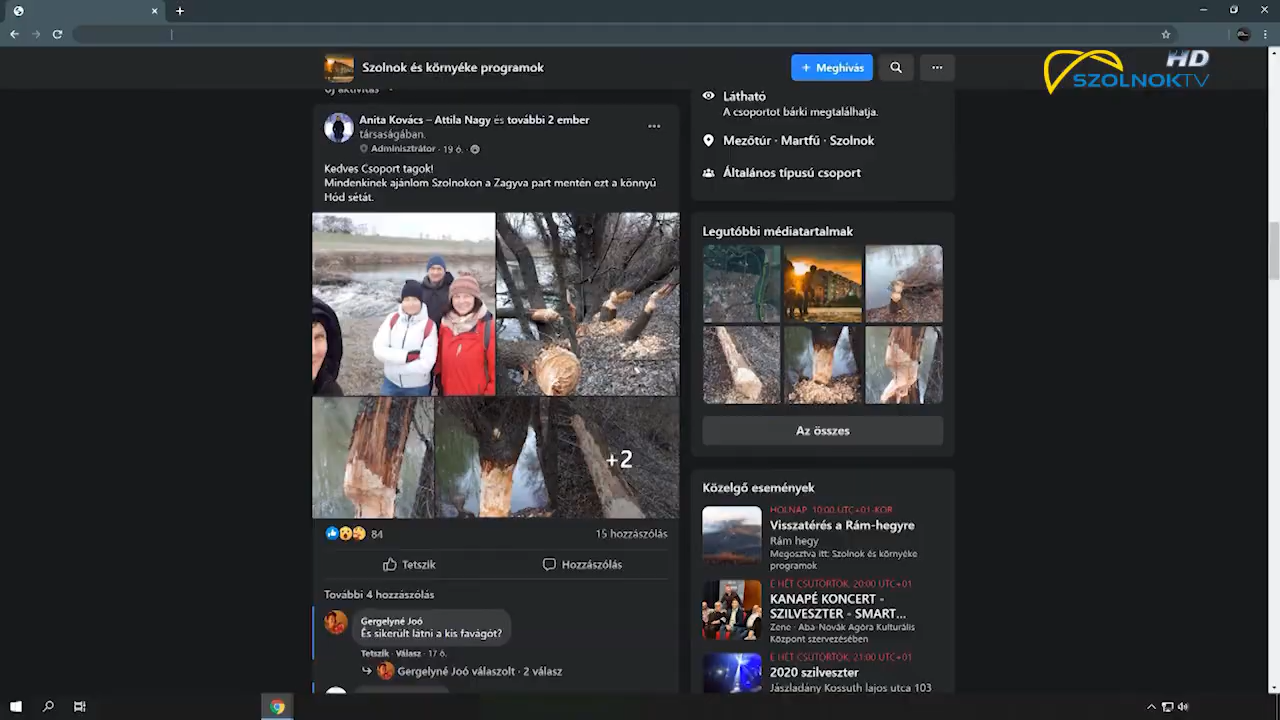 Szolnok és környéke programok
+ Meghívás
HD
SZOLNOKTV
Új aktivitás
Anita Kovács – Attila Nagy és további 2 ember
társaságában.
Adminisztrátor · 19 ó. ·
Kedves Csoport tagok!
Mindenkinek ajánlom Szolnokon a Zagyva part mentén ezt a könnyú
Hód sétát.
+2
84
15 hozzászólás
Tetszik
Hozzászólás
További 4 hozzászólás
Gergelyné Joó
És sikerült látni a kis favágót?
Tetszik · Válasz · 17 ó.
Gergelyné Joó válaszolt · 2 válasz
Látható
A csoportot bárki megtalálhatja.
Mezőtúr · Martfű · Szolnok
Általános típusú csoport
Legutóbbi médiatartalmak
Az összes
Közelgő események
HOLNAP, 10:00 UTC+01-KOR
Visszatérés a Rám-hegyre
Rám hegy
Megosztva itt: Szolnok és környéke
programok
E HÉT CSÜTÖRTÖK, 20:00 UTC+01
KANAPÉ KONCERT -
SZILVESZTER - SMART...
Zene · Aba-Novák Agóra Kulturális
Központ szervezésében
E HÉT CSÜTÖRTÖK, 21:00 UTC+01
2020 szilveszter
Jászladány Kossuth lajos utca 103